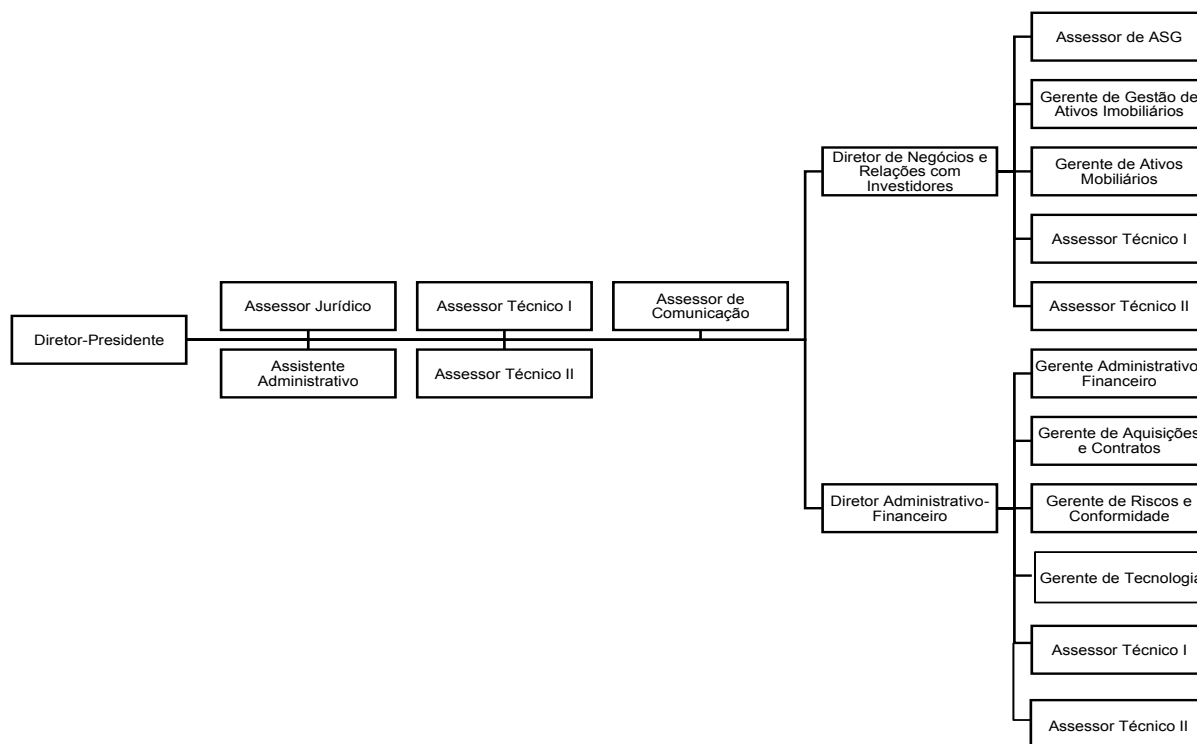 Diretor-Presidente
Assessor Jurídico
Assistente
Administrativo
Assessor Técnico I
Assessor Técnico II
Assessor de
Comunicação
Diretor de Negócios e
Relações com
Investidores
Assessor de ASG
Gerente de Gestão de
Ativos Imobiliários
Gerente de Ativos
Mobiliários
Assessor Técnico I
Assessor Técnico II
Diretor Administrativo-
Financeiro
Gerente Administrativo
Financeiro
Gerente de Aquisições
e Contratos
Gerente de Riscos e
Conformidade
Gerente de Tecnologia
Assessor Técnico I
Assessor Técnico II